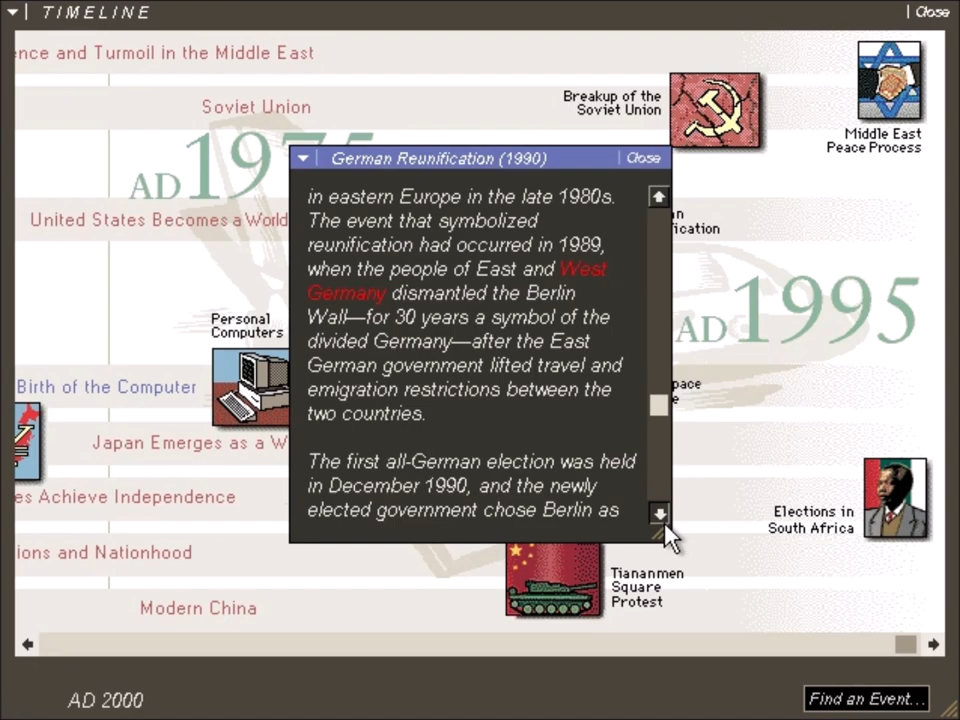 TIMELINE
Close
ence and Turmoil in the Middle East
Soviet Union
Breakup of the
Soviet Union
Middle East
Peace Process
AD 1975
German Reunification (1990)
Close
in eastern Europe in the late 1980s.
The event that symbolized
reunification had occurred in 1989,
when the people of East and West
Germany dismantled the Berlin
Wall—for 30 years a symbol of the
divided Germany—after the East
German government lifted travel and
emigration restrictions between the
two countries.
The first all-German election was held
in December 1990, and the newly
elected government chose Berlin as
United States Becomes a World
an
ification
AD 1995
Personal
Computers
pace
e
Birth of the Computer
Japan Emerges as a W
es Achieve Independence
Elections in
South Africa
ions and Nationhood
Tiananmen
Square
Protest
Modern China
AD 2000
Find an Event...